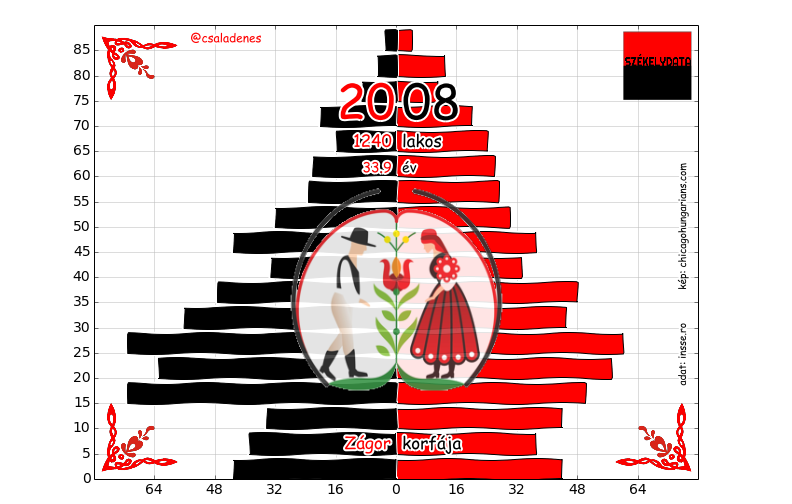 @csaladenes
SZÉKELYDATA
2008
1240 lakos
33.9 év
kép: chicagohungarians.com
adat: insse.ro
Zágor korfája
85
80
75
70
65
60
55
50
45
40
35
30
25
20
15
10
5
0
64 48 32 16 0 16 32 48 64